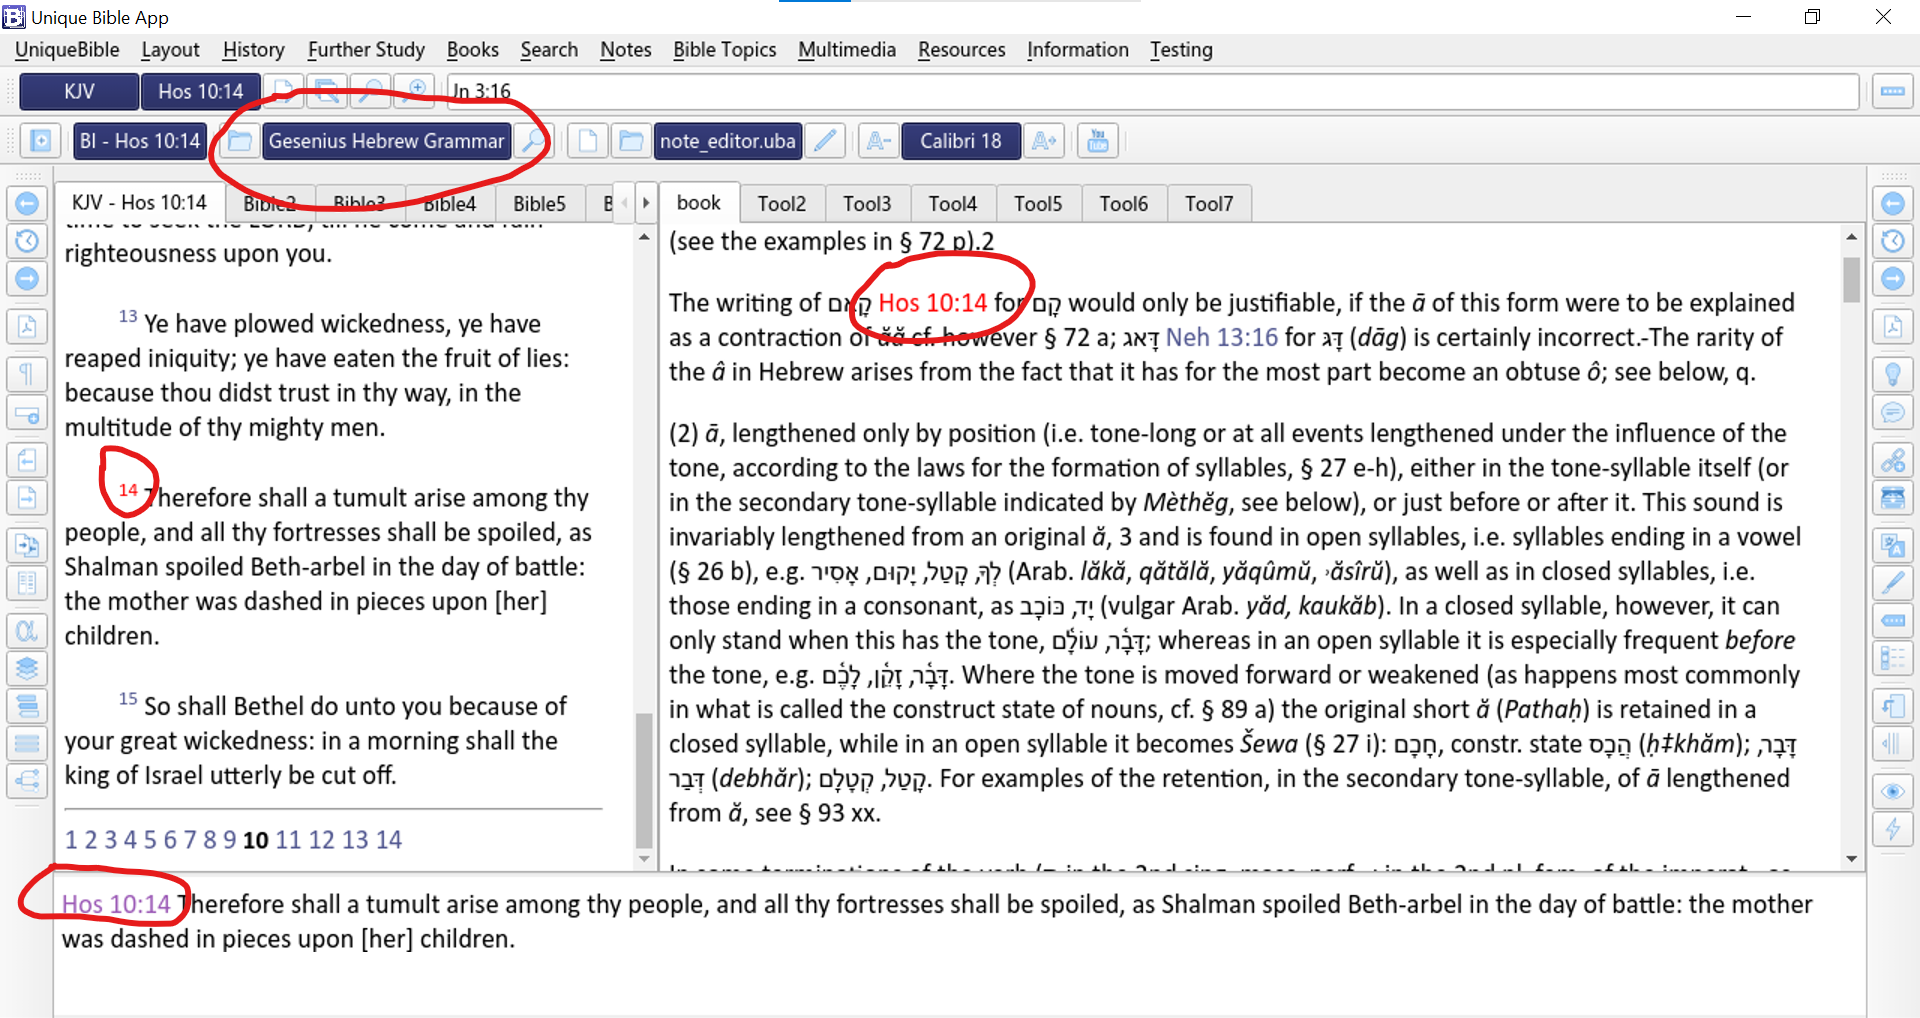 Unique Bible App
UniqueBible Layout History Further Study Books Search Notes Bible Topics Multimedia Resources Information Testing
KJV Hos 10:14 Jn 3:16
BI - Hos 10:14 Gesenius Hebrew Grammar note_editor.uba A- Calibri 18 A+ You Tube
KJV - Hos 10:14 Bible2 Bible3 Bible4 Bible5 B
time to seek the LORD, till he come and rain
righteousness upon you.
13 Ye have plowed wickedness, ye have
reaped iniquity; ye have eaten the fruit of lies:
because thou didst trust in thy way, in the
multitude of thy mighty men.
14 Therefore shall a tumult arise among thy
people, and all thy fortresses shall be spoiled, as
Shalman spoiled Beth-arbel in the day of battle:
the mother was dashed in pieces upon [her]
children.
15 So shall Bethel do unto you because of
your great wickedness: in a morning shall the
king of Israel utterly be cut off.
1 2 3 4 5 6 7 8 9 10 11 12 13 14
book Tool2 Tool3 Tool4 Tool5 Tool6 Tool7
(see the examples in § 72 p).2
The writing of קָאם Hos 10:14 for קָם would only be justifiable, if the ā of this form were to be explained
as a contraction of ăă cf. however § 72 a; דָּאג Neh 13:16 for דָּג (dāg) is certainly incorrect.-The rarity of
the â in Hebrew arises from the fact that it has for the most part become an obtuse ô; see below, q.
(2) ā, lengthened only by position (i.e. tone-long or at all events lengthened under the influence of the
tone, according to the laws for the formation of syllables, § 27 e-h), either in the tone-syllable itself (or
in the secondary tone-syllable indicated by Mèthĕg, see below), or just before or after it. This sound is
invariably lengthened from an original ă, 3 and is found in open syllables, i.e. syllables ending in a vowel
(§ 26 b), e.g. לְךָ, קָטַל, יָקוּם, אָסִיר (Arab. lăkă, qătălă, yăqûmŭ, ʾăsîrŭ), as well as in closed syllables, i.e.
those ending in a consonant, as יָד, כּוֹכָב (vulgar Arab. yăd, kaukăb). In a closed syllable, however, it can
only stand when this has the tone, דָּבָ֫ר, עוֹלָ֫ם; whereas in an open syllable it is especially frequent before
the tone, e.g. דָּבָ֫ר, זָקֵ֫ן, לָכֶ֫ם. Where the tone is moved forward or weakened (as happens most commonly
in what is called the construct state of nouns, cf. § 89 a) the original short ă (Pathaḥ) is retained in a
closed syllable, while in an open syllable it becomes Šewa (§ 27 i): חָכָם, constr. state הֲכָס (ḥ‡khăm); דָּבָר,
דְּבַר (debhăr); קָטַל, קְטָלָם. For examples of the retention, in the secondary tone-syllable, of ā lengthened
from ă, see § 93 xx.
Hos 10:14 Therefore shall a tumult arise among thy people, and all thy fortresses shall be spoiled, as Shalman spoiled Beth-arbel in the day of battle: the mother
was dashed in pieces upon [her] children.